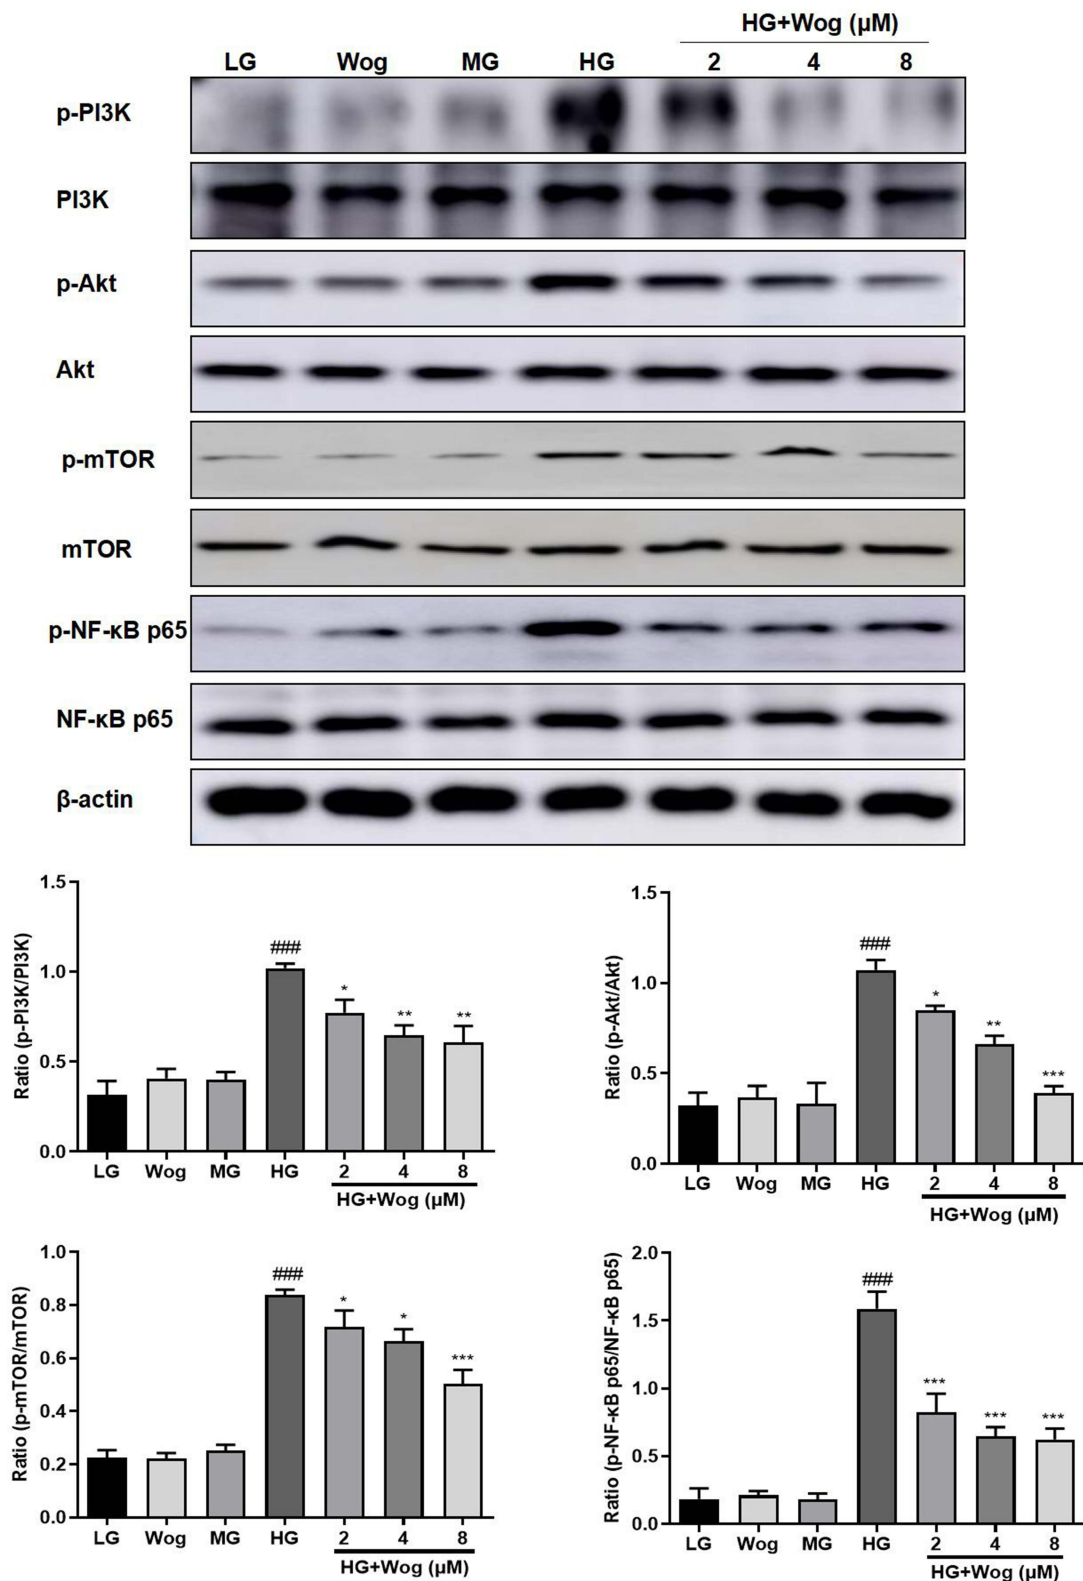 HG+Wog (μM)
LG Wog MG HG 2 4 8
p-PI3K
PI3K
p-Akt
Akt
p-mTOR
mTOR
p-NF-κB p65
NF-κB p65
β-actin
Ratio (p-PI3K/PI3K)
1.5
1.0
0.5
0.0
###
*
**
**
LG Wog MG HG 2 4 8
HG+Wog (μM)
Ratio (p-Akt/Akt)
1.5
1.0
0.5
0.0
###
*
**
***
LG Wog MG HG 2 4 8
HG+Wog (μM)
Ratio (p-mTOR/mTOR)
1.0
0.8
0.6
0.4
0.2
0.0
###
*
*
***
LG Wog MG HG 2 4 8
HG+Wog (μM)
Ratio (p-NF-κB p65/NF-κB p65)
2.0
1.5
1.0
0.5
0.0
###
***
***
***
LG Wog MG HG 2 4 8
HG+Wog (μM)